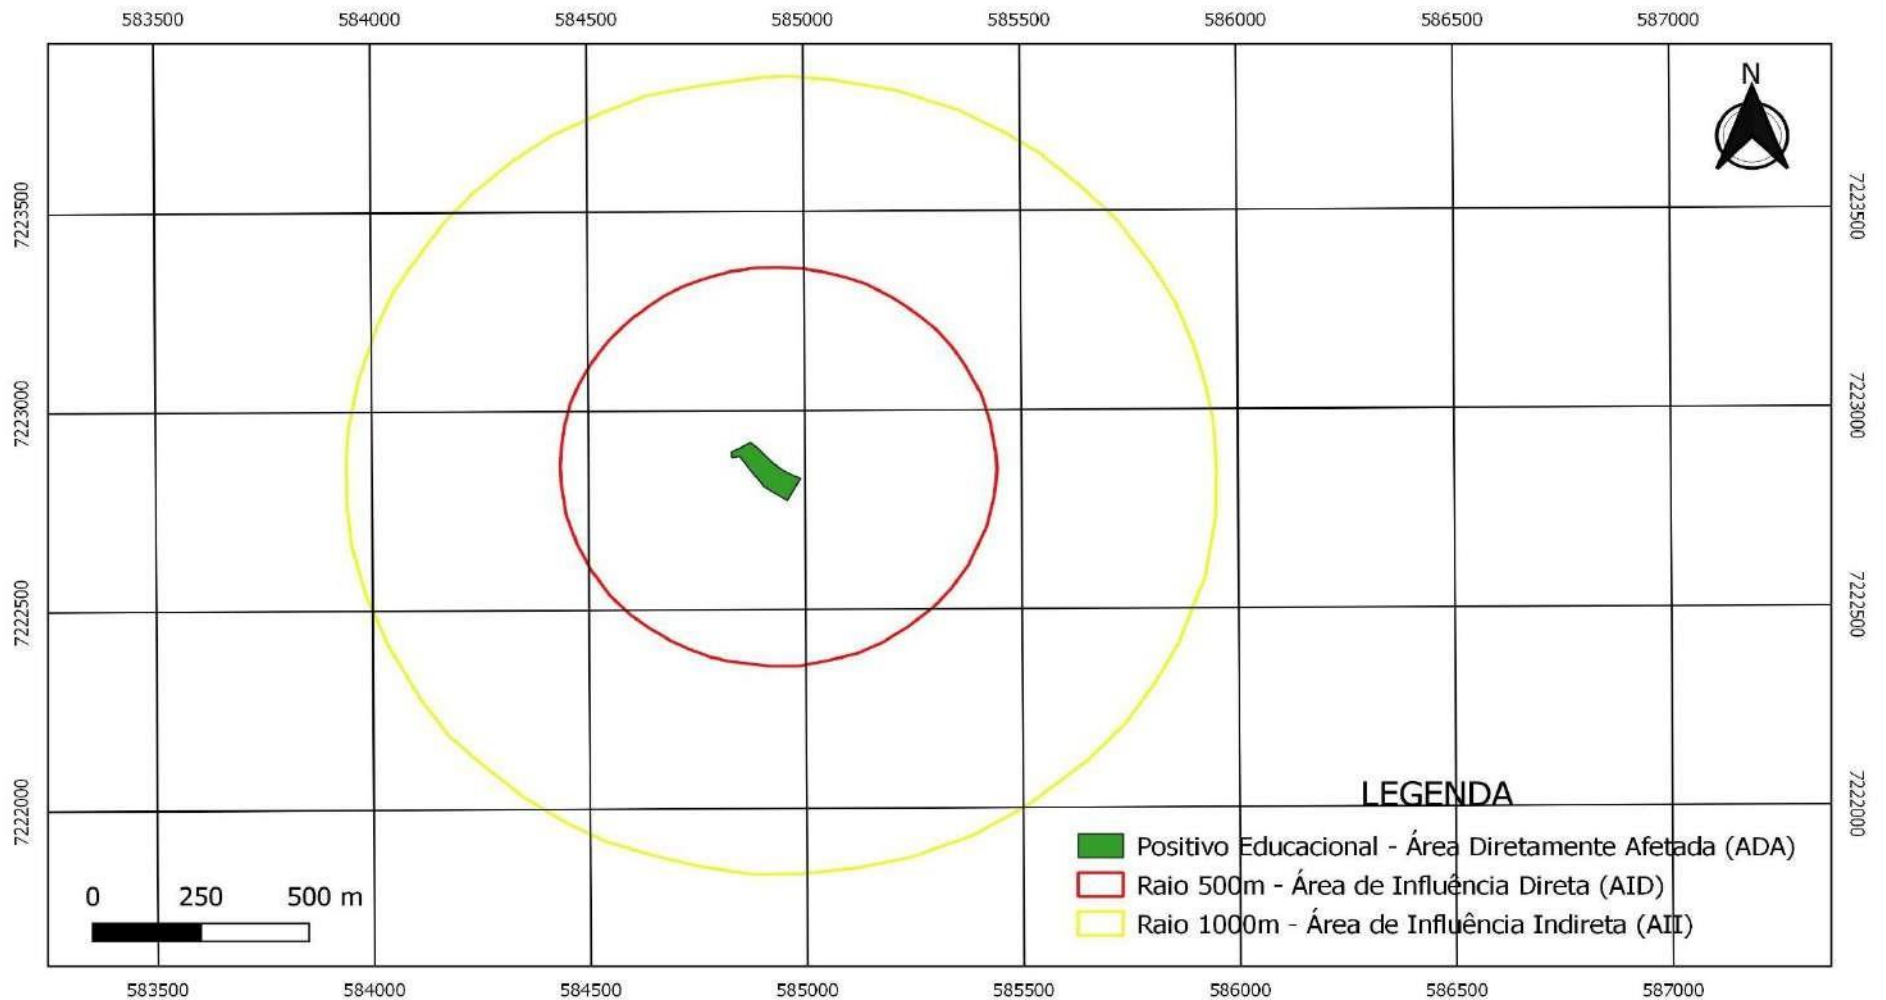 583500 584000 584500 585000 585500 586000 586500 587000
N
7223500 7223500
7223000 7223000
7222500 7222500
7222000 7222000
LEGENDA
Positivo Educacional - Área Diretamente Afetada (ADA)
Raio 500m - Área de Influência Direta (AID)
Raio 1000m - Área de Influência Indireta (AII)
0 250 500 m
583500 584000 584500 585000 585500 586000 586500 587000